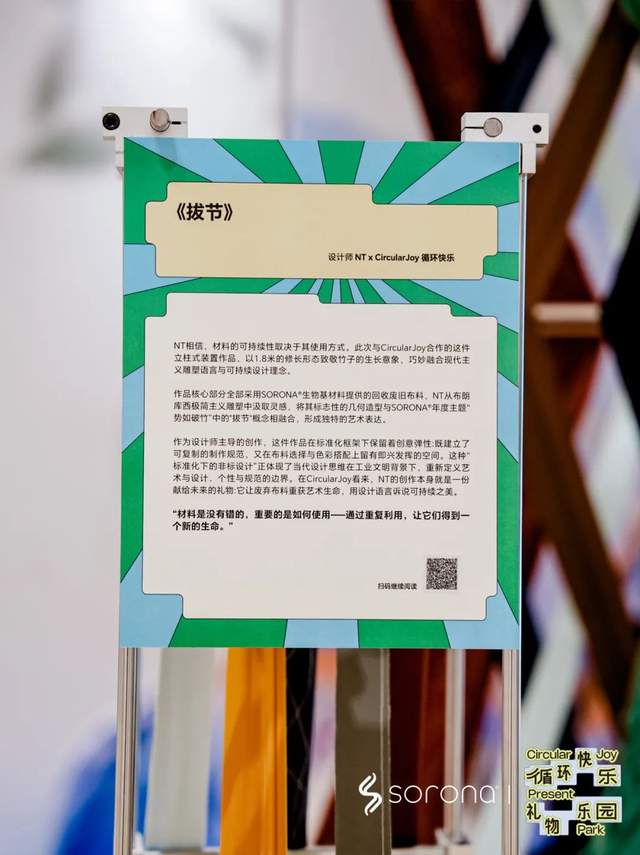 《拔节》
设计师 NT x CircularJoy 循环快乐
NT相信，材料的可持续性取决于其使用方式。此次与CircularJoy合作的这件
立柱式装置作品，以1.8米的修长形态致敬竹子的生长意象，巧妙融合现代主
义雕塑语言与可持续设计理念。
作品核心部分全部采用SORONA®生物基材料提供的回收废旧布料，NT从布朗
库西极简主义雕塑中汲取灵感，将其标志性的几何造型与SORONA®年度主题“
势如破竹”中的“拔节”概念相融合，形成独特的艺术表达。
作为设计师主导的创作，这件作品在标准化框架下保留着创意弹性:既建立了
可复制的制作规范，又在布料选择与色彩搭配上留有即兴发挥的空间。这种“
标准化下的非标设计”正体现了当代设计思维在工业文明背景下，重新定义艺
术与设计、个性与规范的边界。在CircularJoy看来，NT的创作本身就是一份
献给未来的礼物:它让废弃布料重获艺术生命，用设计语言诉说可持续之美。
“材料是没有错的，重要的是如何使用——通过重复利用，让它们得到一
个新的生命。”
扫码继续阅读
sorona
Circular 快 Joy
循环 乐
Present
礼物 乐园
Park